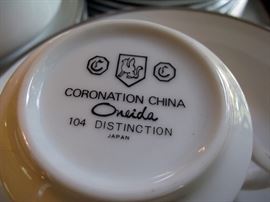 C C
CORONATION CHINA
Oneida
104 DISTINCTION
JAPAN